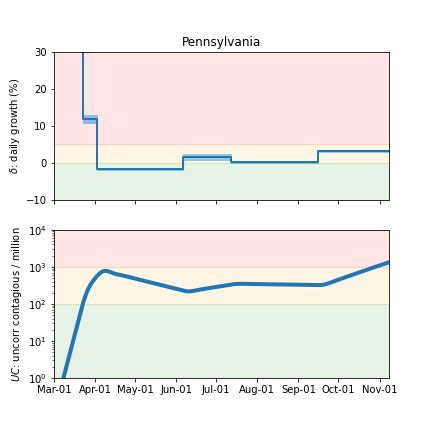 Pennsylvania
30
20
10
0
−10
δ: daily growth (%)
10⁴
10³
10²
10¹
10⁰
UC: uncorr contagious / million
Mar-01 Apr-01 May-01 Jun-01 Jul-01 Aug-01 Sep-01 Oct-01 Nov-01